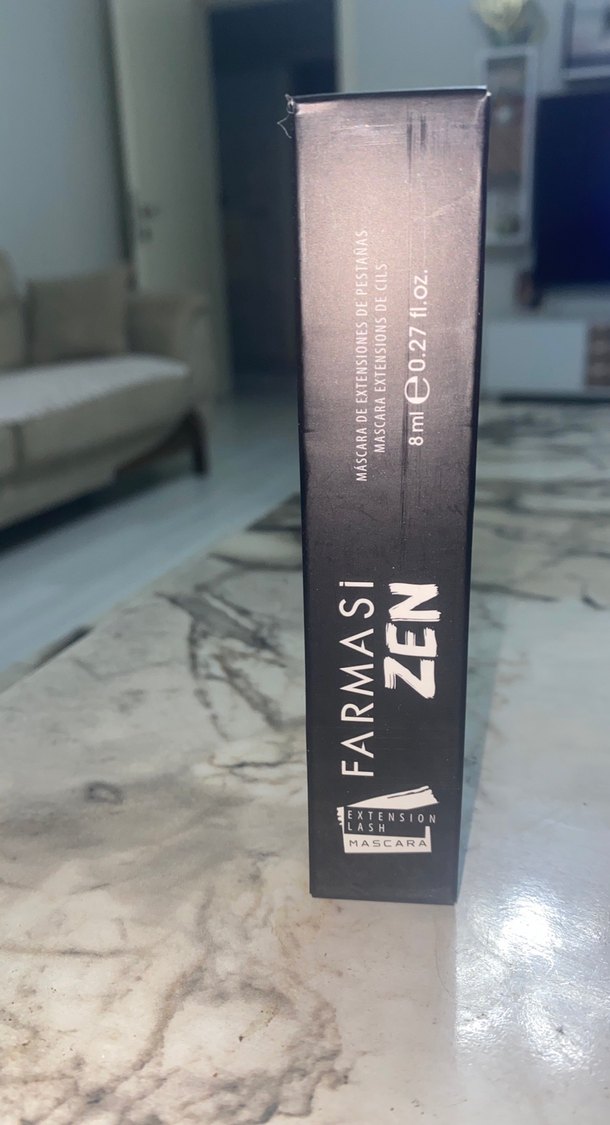 MÁSCARA DE EXTENSIONES DE PESTAÑAS
MASCARA EXTENSIONS DE CILS
8 ml ℮ 0.27 fl.oz.
FARMASi
ZEN
EXTENSION
LASH
MASCARA